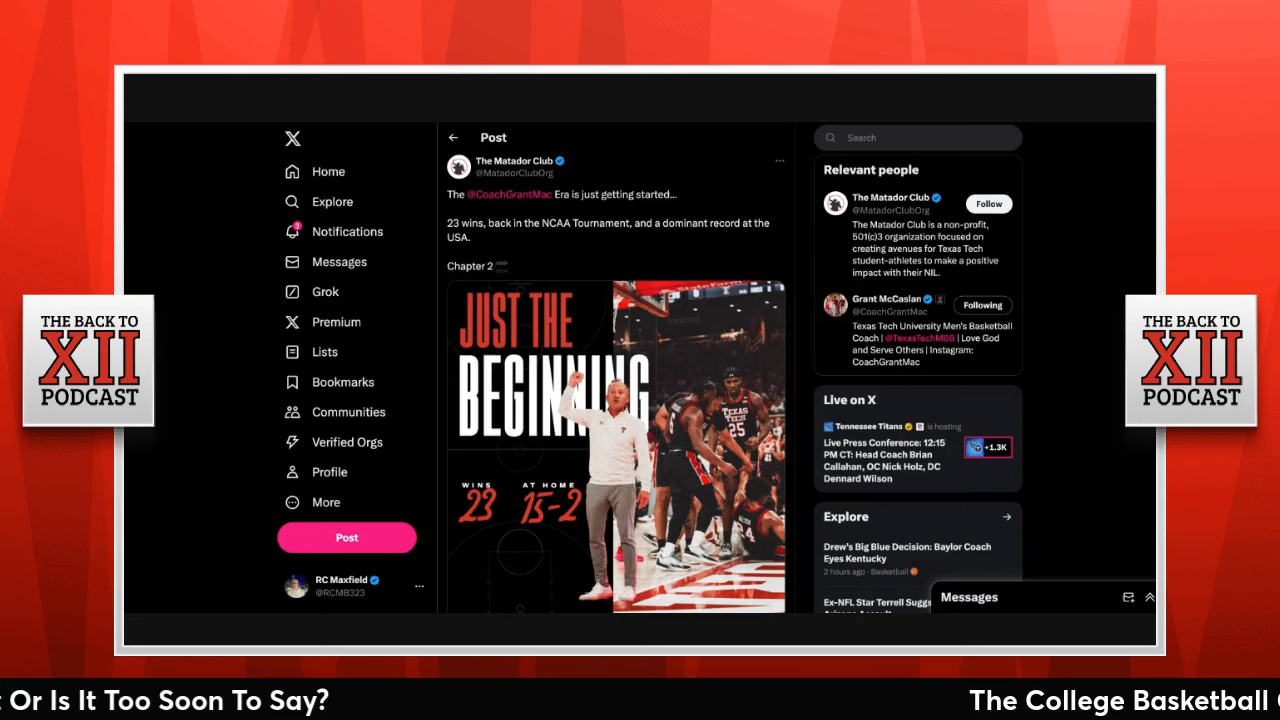 THE BACK TO
XII
PODCAST
X
Home
Explore
3
Notifications
Messages
Grok
Premium
Lists
Bookmarks
Communities
Verified Orgs
Profile
More
Post
RC Maxfield
@RCMB323
Post
The Matador Club
@MatadorClubOrg
The @CoachGrantMac Era is just getting started...
23 wins, back in the NCAA Tournament, and a dominant record at the
USA.
Chapter 2
JUST THE
BEGINNING
WINS
23
AT HOME
15-2
TEXAS
TECH
25
Search
Relevant people
The Matador Club
@MatadorClubOrg
Follow
The Matador Club is a non-profit,
501(c)3 organization focused on
creating avenues for Texas Tech
student-athletes to make a positive
impact with their NIL.
Grant McCaslan
@CoachGrantMac
Following
Texas Tech University Men's Basketball
Coach | @TexasTechMBB | Love God
and Serve Others | Instagram:
CoachGrantMac
Live on X
Tennessee Titans is hosting
Live Press Conference: 12:15
PM CT: Head Coach Brian
Callahan, OC Nick Holz, DC
Dennard Wilson
+1.3K
Explore
Drew's Big Blue Decision: Baylor Coach
Eyes Kentucky
2 hours ago · Basketball
Ex-NFL Star Terrell Suggs
Messages
THE BACK TO
XII
PODCAST
t Or Is It Too Soon To Say?
The College Basketball